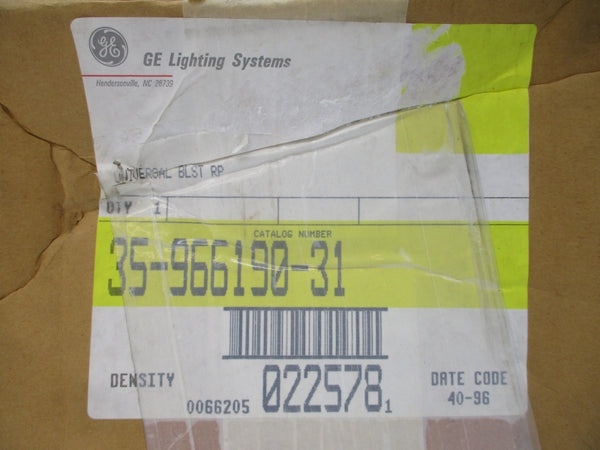 GE
GE Lighting Systems
Hendersonville, NC 28739
UNIVERSAL BLST RP
QTY 1
CATALOG NUMBER
35-966190-31
DENSITY
0066205 022578 1
DATE CODE
40-96